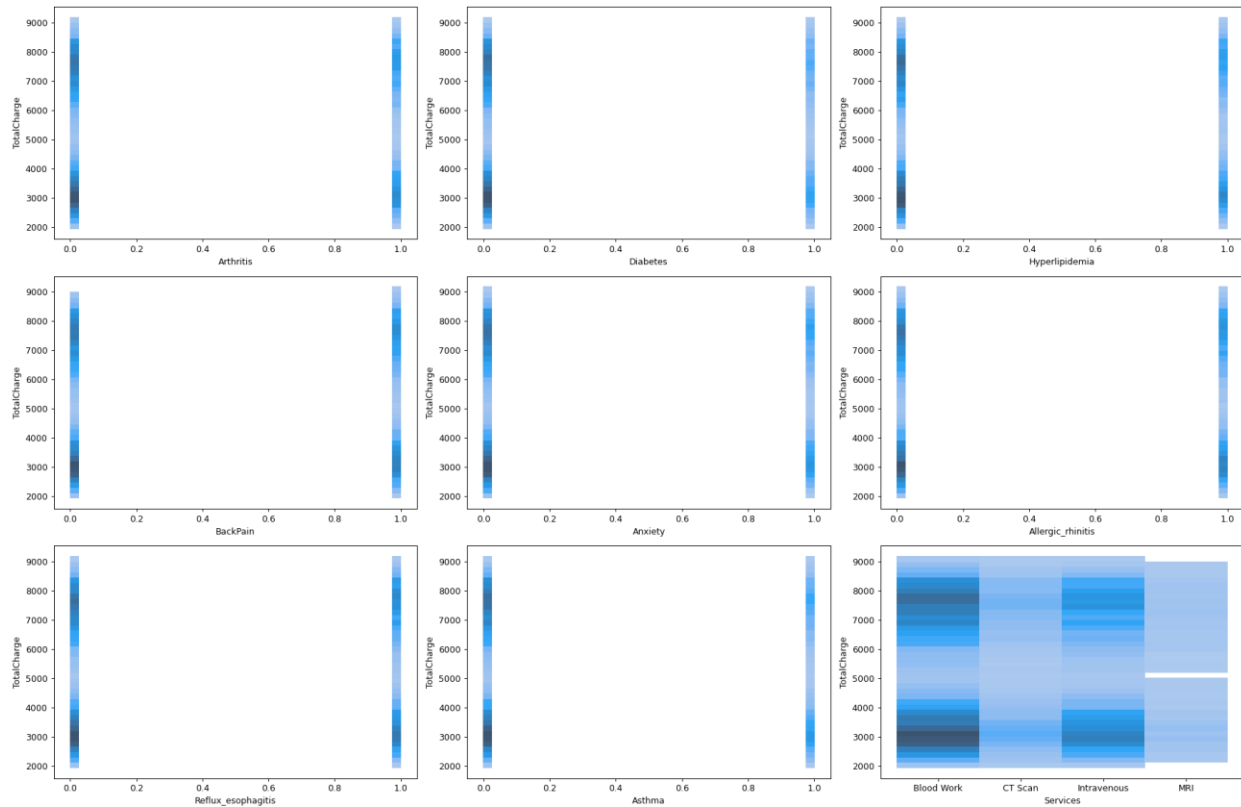 9000
8000
7000
6000
5000
4000
3000
2000
TotalCharge
0.0 0.2 0.4 0.6 0.8 1.0
Arthritis
9000
8000
7000
6000
5000
4000
3000
2000
TotalCharge
0.0 0.2 0.4 0.6 0.8 1.0
Diabetes
9000
8000
7000
6000
5000
4000
3000
2000
TotalCharge
0.0 0.2 0.4 0.6 0.8 1.0
Hyperlipidemia
9000
8000
7000
6000
5000
4000
3000
2000
TotalCharge
0.0 0.2 0.4 0.6 0.8 1.0
BackPain
9000
8000
7000
6000
5000
4000
3000
2000
TotalCharge
0.0 0.2 0.4 0.6 0.8 1.0
Anxiety
9000
8000
7000
6000
5000
4000
3000
2000
TotalCharge
0.0 0.2 0.4 0.6 0.8 1.0
Allergic_rhinitis
9000
8000
7000
6000
5000
4000
3000
2000
TotalCharge
0.0 0.2 0.4 0.6 0.8 1.0
Reflux_esophagitis
9000
8000
7000
6000
5000
4000
3000
2000
TotalCharge
0.0 0.2 0.4 0.6 0.8 1.0
Asthma
9000
8000
7000
6000
5000
4000
3000
2000
TotalCharge
Blood Work CT Scan Intravenous MRI
Services